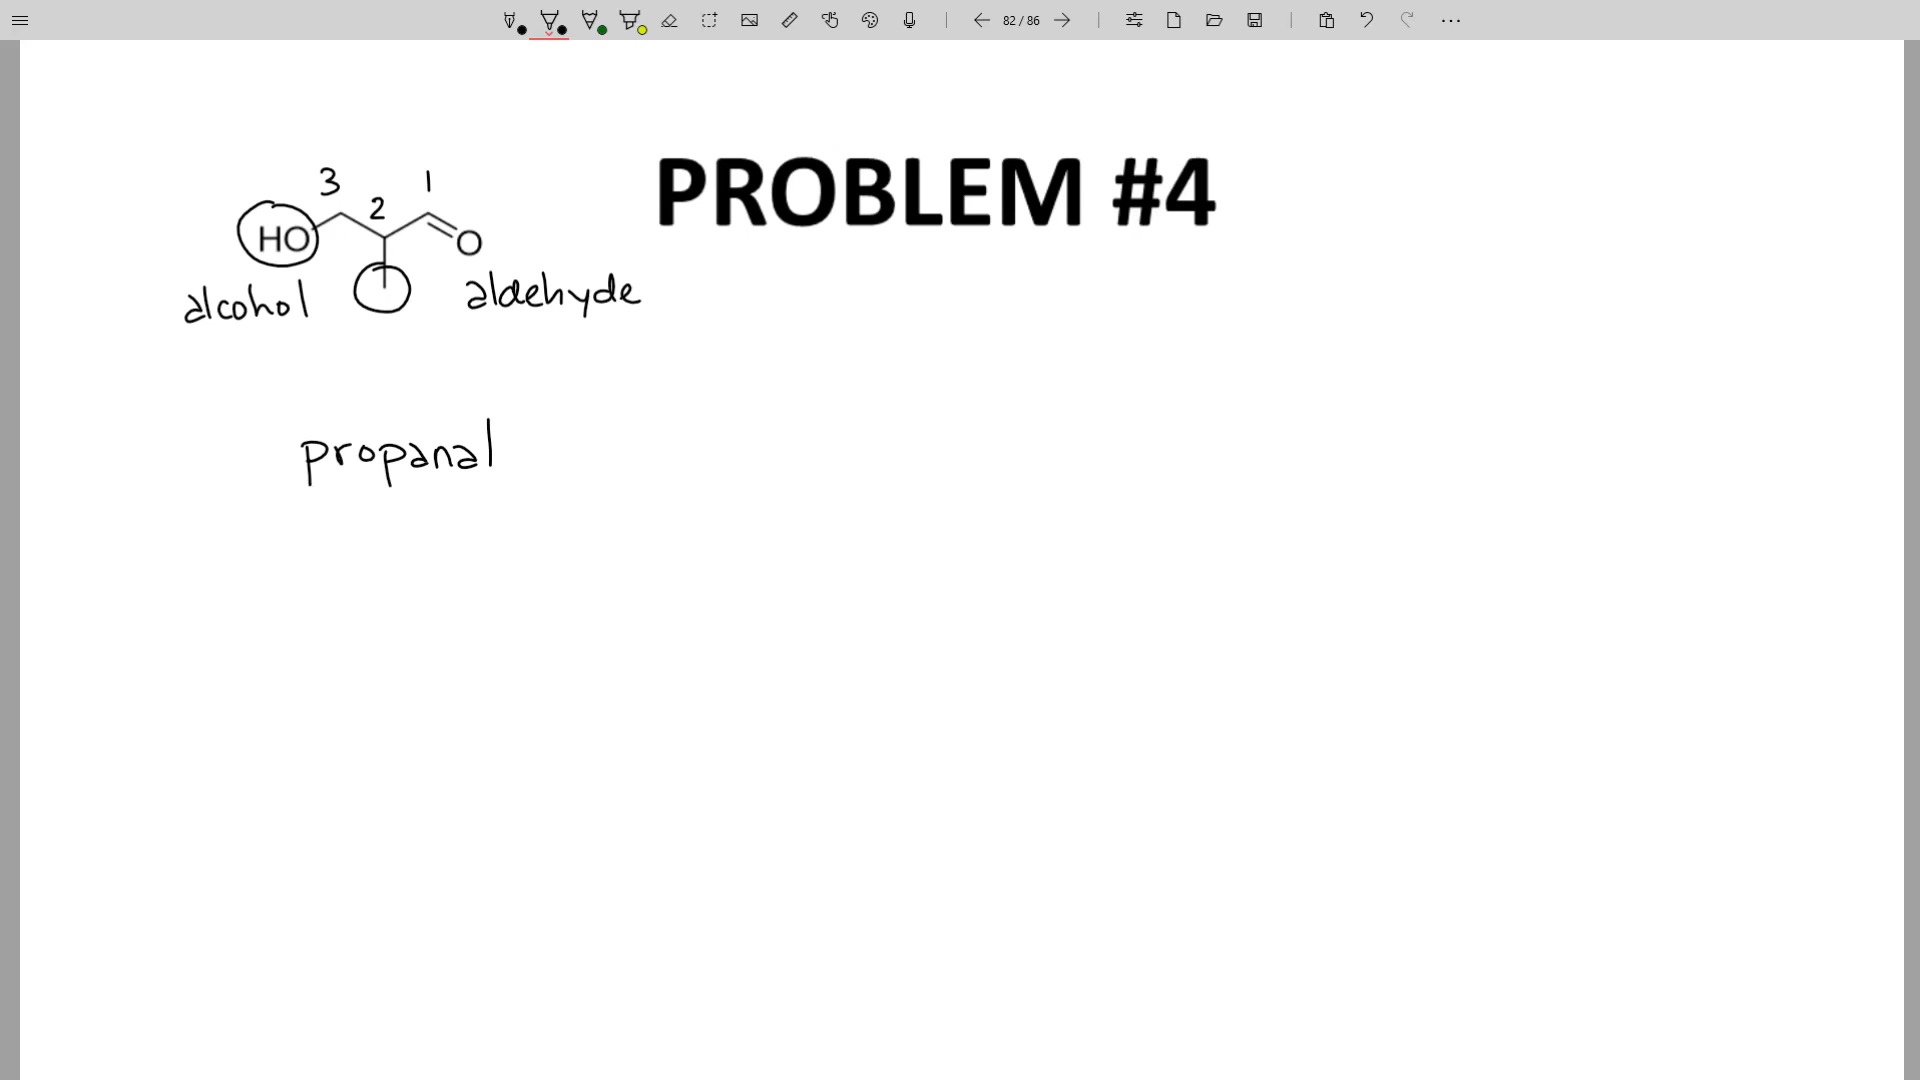 82 / 86
PROBLEM #4
3 2 1
HO O
alcohol aldehyde
propanal